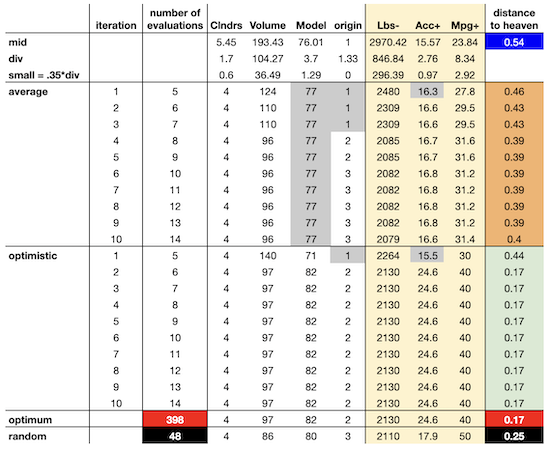 iteration number of evaluations Clndrs Volume Model origin Lbs- Acc+ Mpg+ distance to heaven
mid 5.45 193.43 76.01 1 2970.42 15.57 23.84 0.54
div 1.7 104.27 3.7 1.33 846.84 2.76 8.34
small = .35*div 0.6 36.49 1.29 0 296.39 0.97 2.92
average 1 5 4 124 77 1 2480 16.3 27.8 0.46
2 6 4 110 77 1 2309 16.6 29.5 0.43
3 7 4 110 77 1 2309 16.6 29.5 0.43
4 8 4 96 77 2 2085 16.7 31.6 0.39
5 9 4 96 77 2 2085 16.7 31.6 0.39
6 10 4 96 77 3 2082 16.8 31.2 0.39
7 11 4 96 77 3 2082 16.8 31.2 0.39
8 12 4 96 77 3 2082 16.8 31.2 0.39
9 13 4 96 77 3 2082 16.8 31.2 0.39
10 14 4 96 77 3 2079 16.6 31.4 0.4
optimistic 1 5 4 140 71 1 2264 15.5 30 0.44
2 6 4 97 82 2 2130 24.6 40 0.17
3 7 4 97 82 2 2130 24.6 40 0.17
4 8 4 97 82 2 2130 24.6 40 0.17
5 9 4 97 82 2 2130 24.6 40 0.17
6 10 4 97 82 2 2130 24.6 40 0.17
7 11 4 97 82 2 2130 24.6 40 0.17
8 12 4 97 82 2 2130 24.6 40 0.17
9 13 4 97 82 2 2130 24.6 40 0.17
10 14 4 97 82 2 2130 24.6 40 0.17
optimum 398 4 97 82 2 2130 24.6 40 0.17
random 48 4 86 80 3 2110 17.9 50 0.25